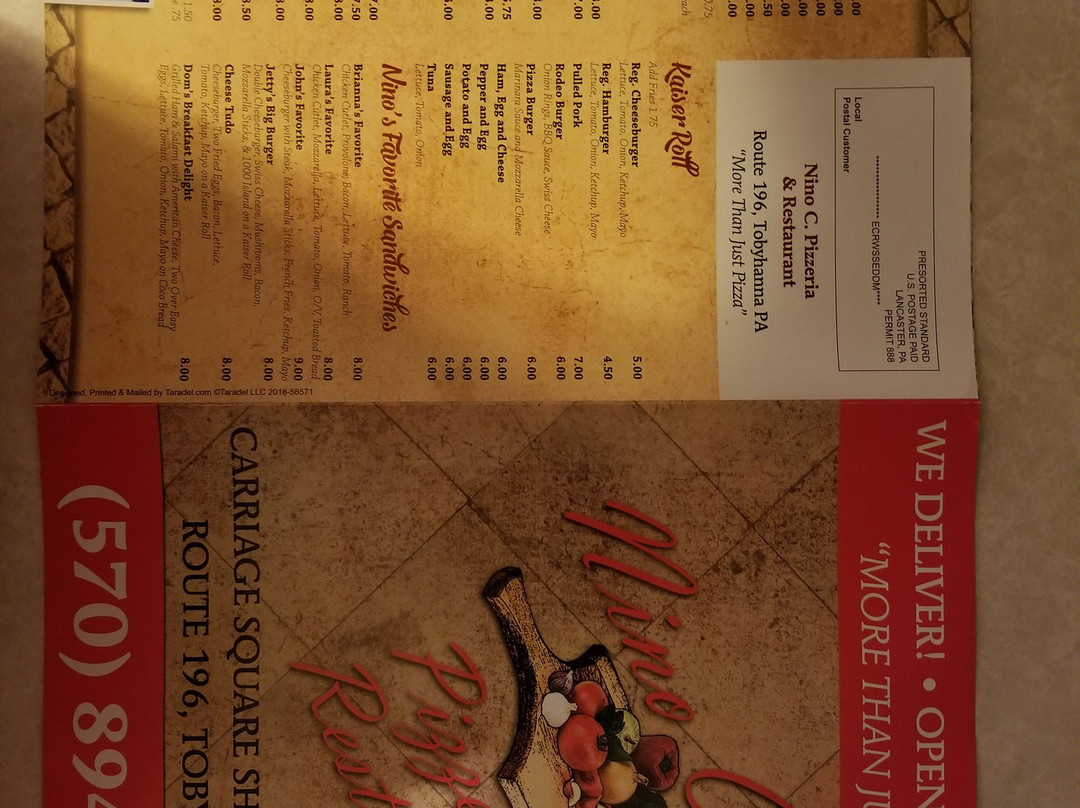 PRESORTED STANDARD
U.S. POSTAGE PAID
LANCASTER, PA
PERMIT 888
****************** ECRWSSEDDM****
Local
Postal Customer
Nino C. Pizzeria
& Restaurant
Route 196, Tobyhanna PA
“More Than Just Pizza”
Kaiser Roll
Add Fries 1.75
Reg. Cheeseburger 5.00
Lettuce, Tomato, Onion, Ketchup, Mayo
Reg. Hamburger 4.50
Lettuce, Tomato, Onion, Ketchup, Mayo
Pulled Pork 7.00
Rodeo Burger 6.00
Onion Rings, BBQ Sauce, Swiss Cheese
Pizza Burger 6.00
Marinara Sauce and Mozzarella Cheese
Ham, Egg and Cheese 6.00
Pepper and Egg 6.00
Potato and Egg 6.00
Sausage and Egg 6.00
Tuna 6.00
Lettuce, Tomato, Onion
Nino's Favorite Sandwiches
Brianna's Favorite 8.00
Chicken Cutlet, Provolone, Bacon, Lettuce, Tomato, Ranch
Laura's Favorite 8.00
Chicken Cutlet, Mozzarella, Lettuce, Tomato, Onion, O/V, Toasted Bread
John's Favorite 9.00
Cheeseburger with Steak, Mozzarella Sticks, French Fries, Ketchup, Mayo
Jetty's Big Burger 8.00
Double Cheeseburger, Swiss Cheese, Mushrooms, Bacon,
Mozzarella Sticks & 1000 Island on a Kaiser Roll
Cheese Tudo 8.00
Cheeseburger, Two Fried Eggs, Bacon, Lettuce,
Tomato, Ketchup, Mayo on a Kaiser Roll
Dom's Breakfast Delight 8.00
Grilled Ham & Salami with American Cheese, Two Over Easy
Eggs, Lettuce, Tomato, Onion, Ketchup, Mayo on Coco Bread
Designed, Printed & Mailed by Taradel.com ©Taradel LLC 2018-58571
WE DELIVER! • OPEN
“MORE THAN JU
Nino C
Pizze
Rest
CARRIAGE SQUARE SH
ROUTE 196, TOBY
(570) 894